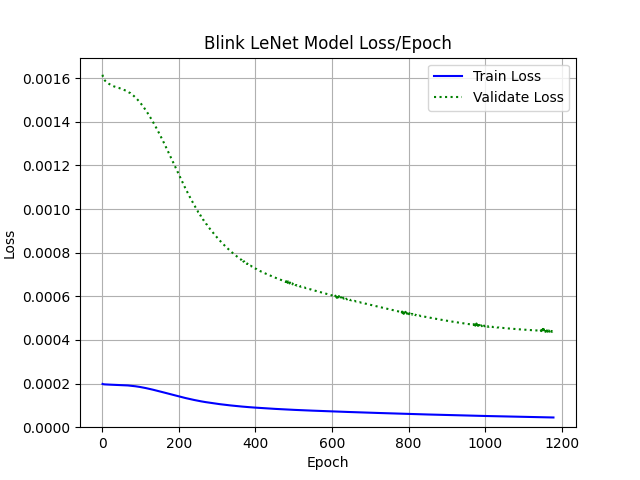 Blink LeNet Model Loss/Epoch
Train Loss
Validate Loss
Loss
0.0016
0.0014
0.0012
0.0010
0.0008
0.0006
0.0004
0.0002
0.0000
0 200 400 600 800 1000 1200
Epoch